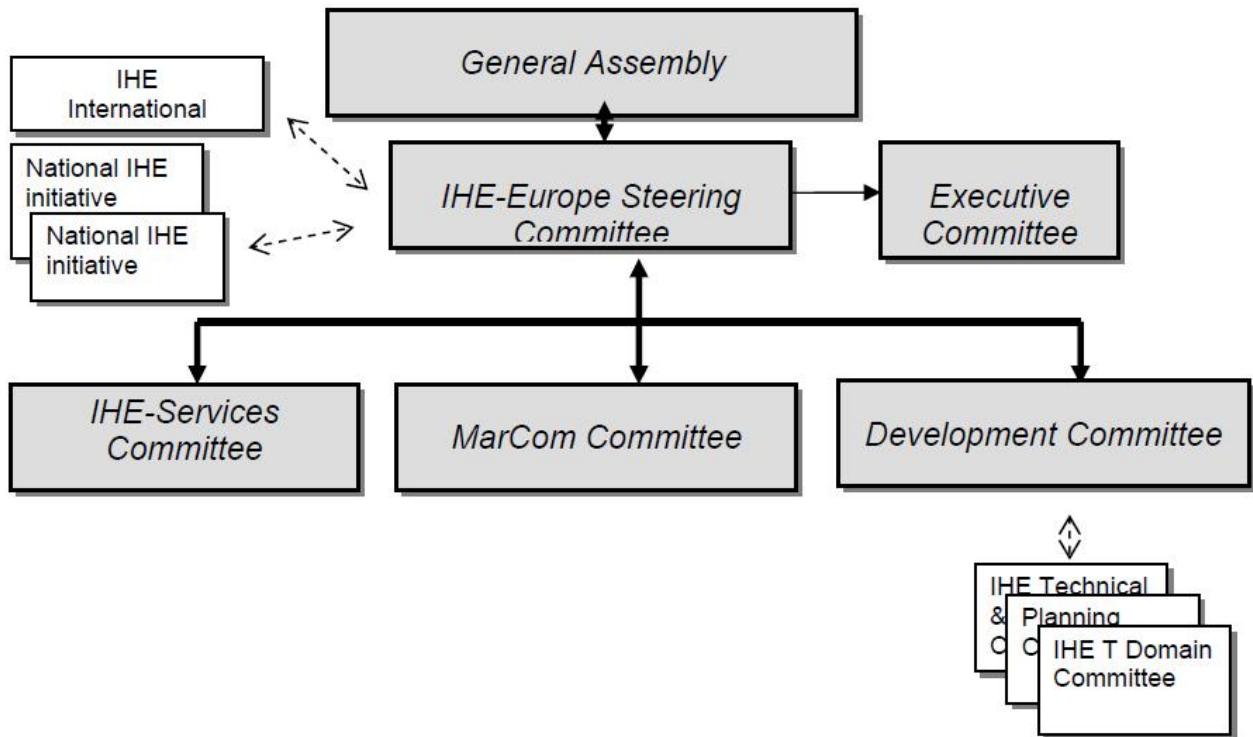 General Assembly
IHE
International
National IHE
initiative
National IHE
initiative
IHE-Europe Steering
Committee
Executive
Committee
IHE-Services
Committee
MarCom Committee
Development Committee
IHE Technical
&
Planning
IHE T Domain
Committee